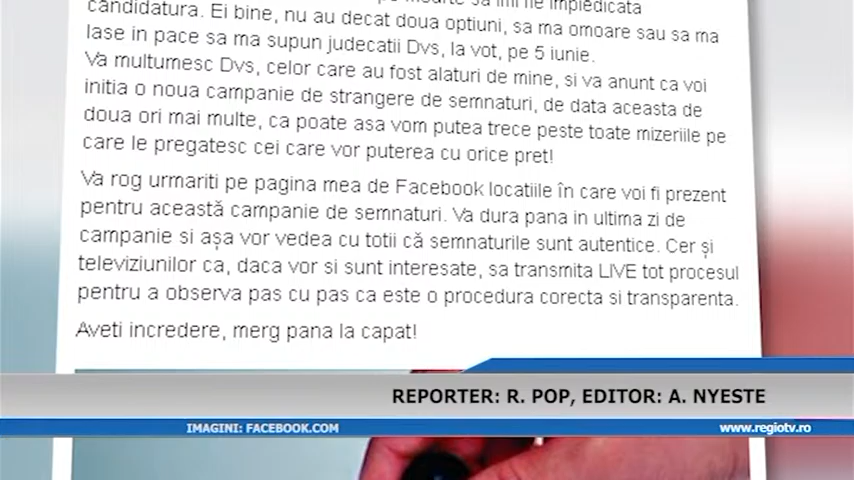 sa imi fie impiedicata
candidatura. Ei bine, nu au decat doua optiuni, sa ma omoare sau sa ma
lase in pace sa ma supun judecatii Dvs, la vot, pe 5 iunie.
Va multumesc Dvs, celor care au fost alaturi de mine, si va anunt ca voi
initia o noua campanie de strangere de semnaturi, de data aceasta de
doua ori mai multe, ca poate asa vom putea trece peste toate mizeriile pe
care le pregatesc cei care vor puterea cu orice pret!
Va rog urmariti pe pagina mea de Facebook locatiile în care voi fi prezent
pentru această campanie de semnaturi. Va dura pana in ultima zi de
campanie si așa vor vedea cu totii că semnaturile sunt autentice. Cer și
televiziunilor ca, daca vor si sunt interesate, sa transmita LIVE tot procesul
pentru a observa pas cu pas ca este o procedura corecta si transparenta.
Aveti incredere, merg pana la capat!
REPORTER: R. POP, EDITOR: A. NYESTE
IMAGINI: FACEBOOK.COM
www.regiotv.ro